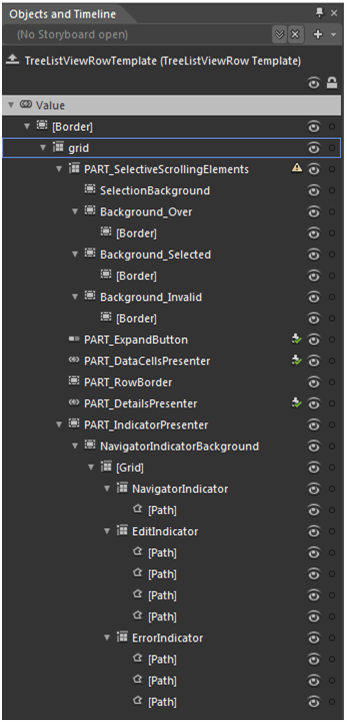 Objects and Timeline
(No Storyboard open)
TreeListViewRowTemplate (TreeListViewRow Template)
Value
[Border]
grid
PART_SelectiveScrollingElements
SelectionBackground
Background_Over
[Border]
Background_Selected
[Border]
Background_Invalid
[Border]
PART_ExpandButton
PART_DataCellsPresenter
PART_RowBorder
PART_DetailsPresenter
PART_IndicatorPresenter
NavigatorIndicatorBackground
[Grid]
NavigatorIndicator
[Path]
EditIndicator
[Path]
[Path]
[Path]
[Path]
ErrorIndicator
[Path]
[Path]
[Path]